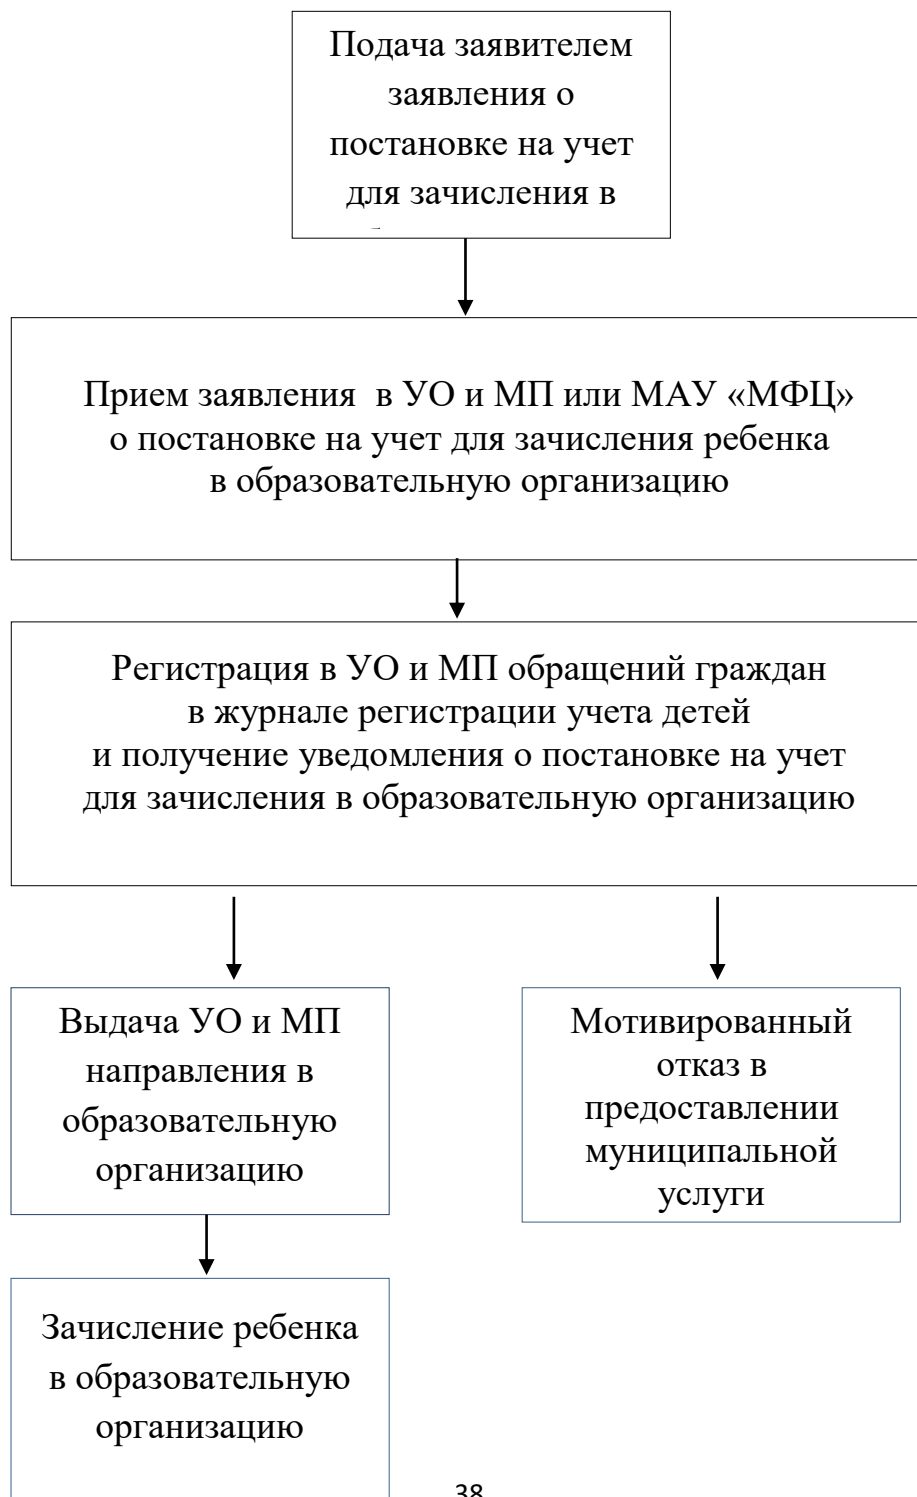 Подача заявителем
заявления о
постановке на учет
для зачисления в
Прием заявления в УО и МП или МАУ «МФЦ»
о постановке на учет для зачисления ребенка
в образовательную организацию
Регистрация в УО и МП обращений граждан
в журнале регистрации учета детей
и получение уведомления о постановке на учет
для зачисления в образовательную организацию
Выдача УО и МП
направления в
образовательную
организацию
Мотивированный
отказ в
предоставлении
муниципальной
услуги
Зачисление ребенка
в образовательную
организацию
38